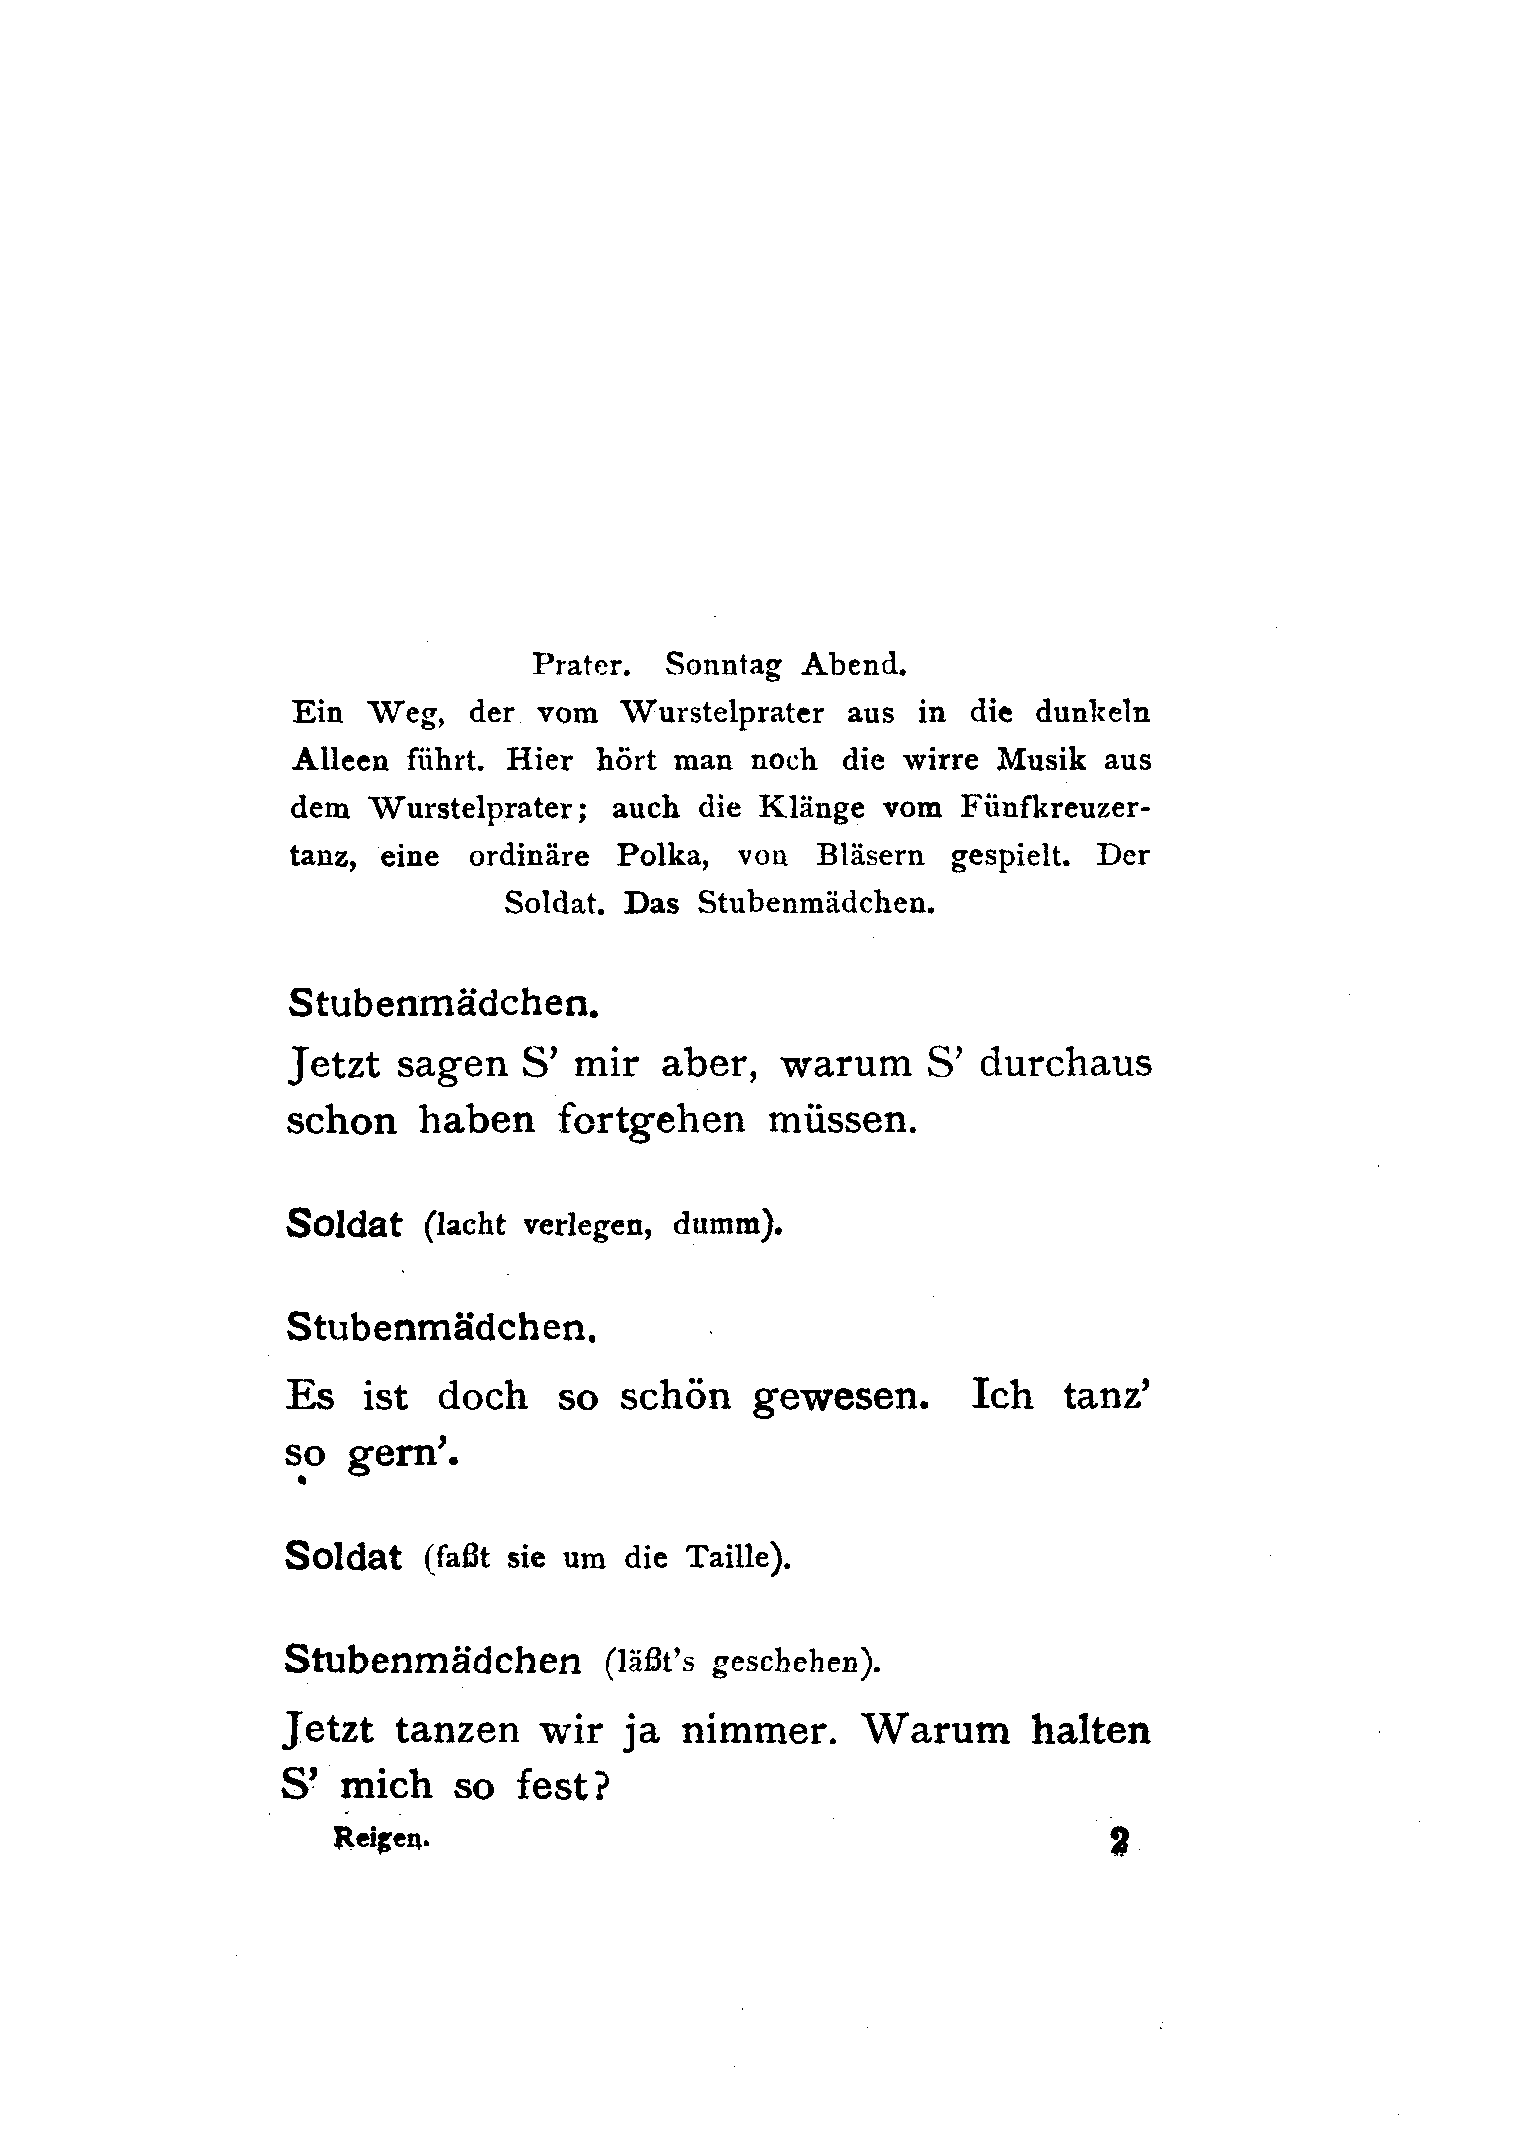 Prater. Sonntag Abend.
Ein Weg, der vom Wurstelprater aus in die dunkeln
Alleen führt. Hier hört man noch die wirre Musik aus
dem Wurstelprater; auch die Klänge vom Fünfkreuzer-
tanz, eine ordinäre Polka, von Bläsern gespielt. Der
Soldat. Das Stubenmädchen.
Stubenmädchen.
Jetzt sagen S’ mir aber, warum S’ durchaus
schon haben fortgehen müssen.
Soldat (lacht verlegen, dumm).
Stubenmädchen.
Es ist doch so schön gewesen. Ich tanz’
so gern’.
Soldat (faßt sie um die Taille).
Stubenmädchen (läßt’s geschehen).
Jetzt tanzen wir ja nimmer. Warum halten
S’ mich so fest?
Reigen. 2